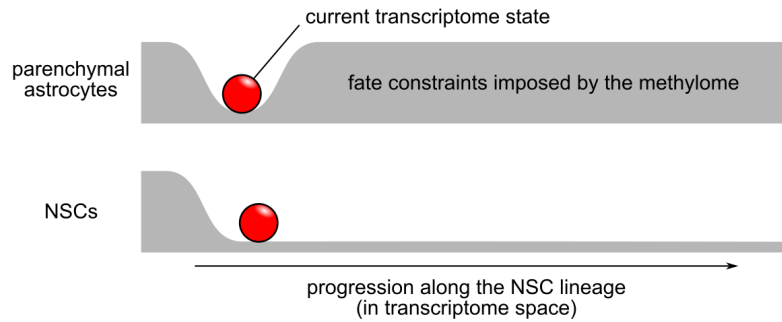 current transcriptome state
parenchymal
astrocytes
fate constraints imposed by the methylome
NSCs
progression along the NSC lineage
(in transcriptome space)